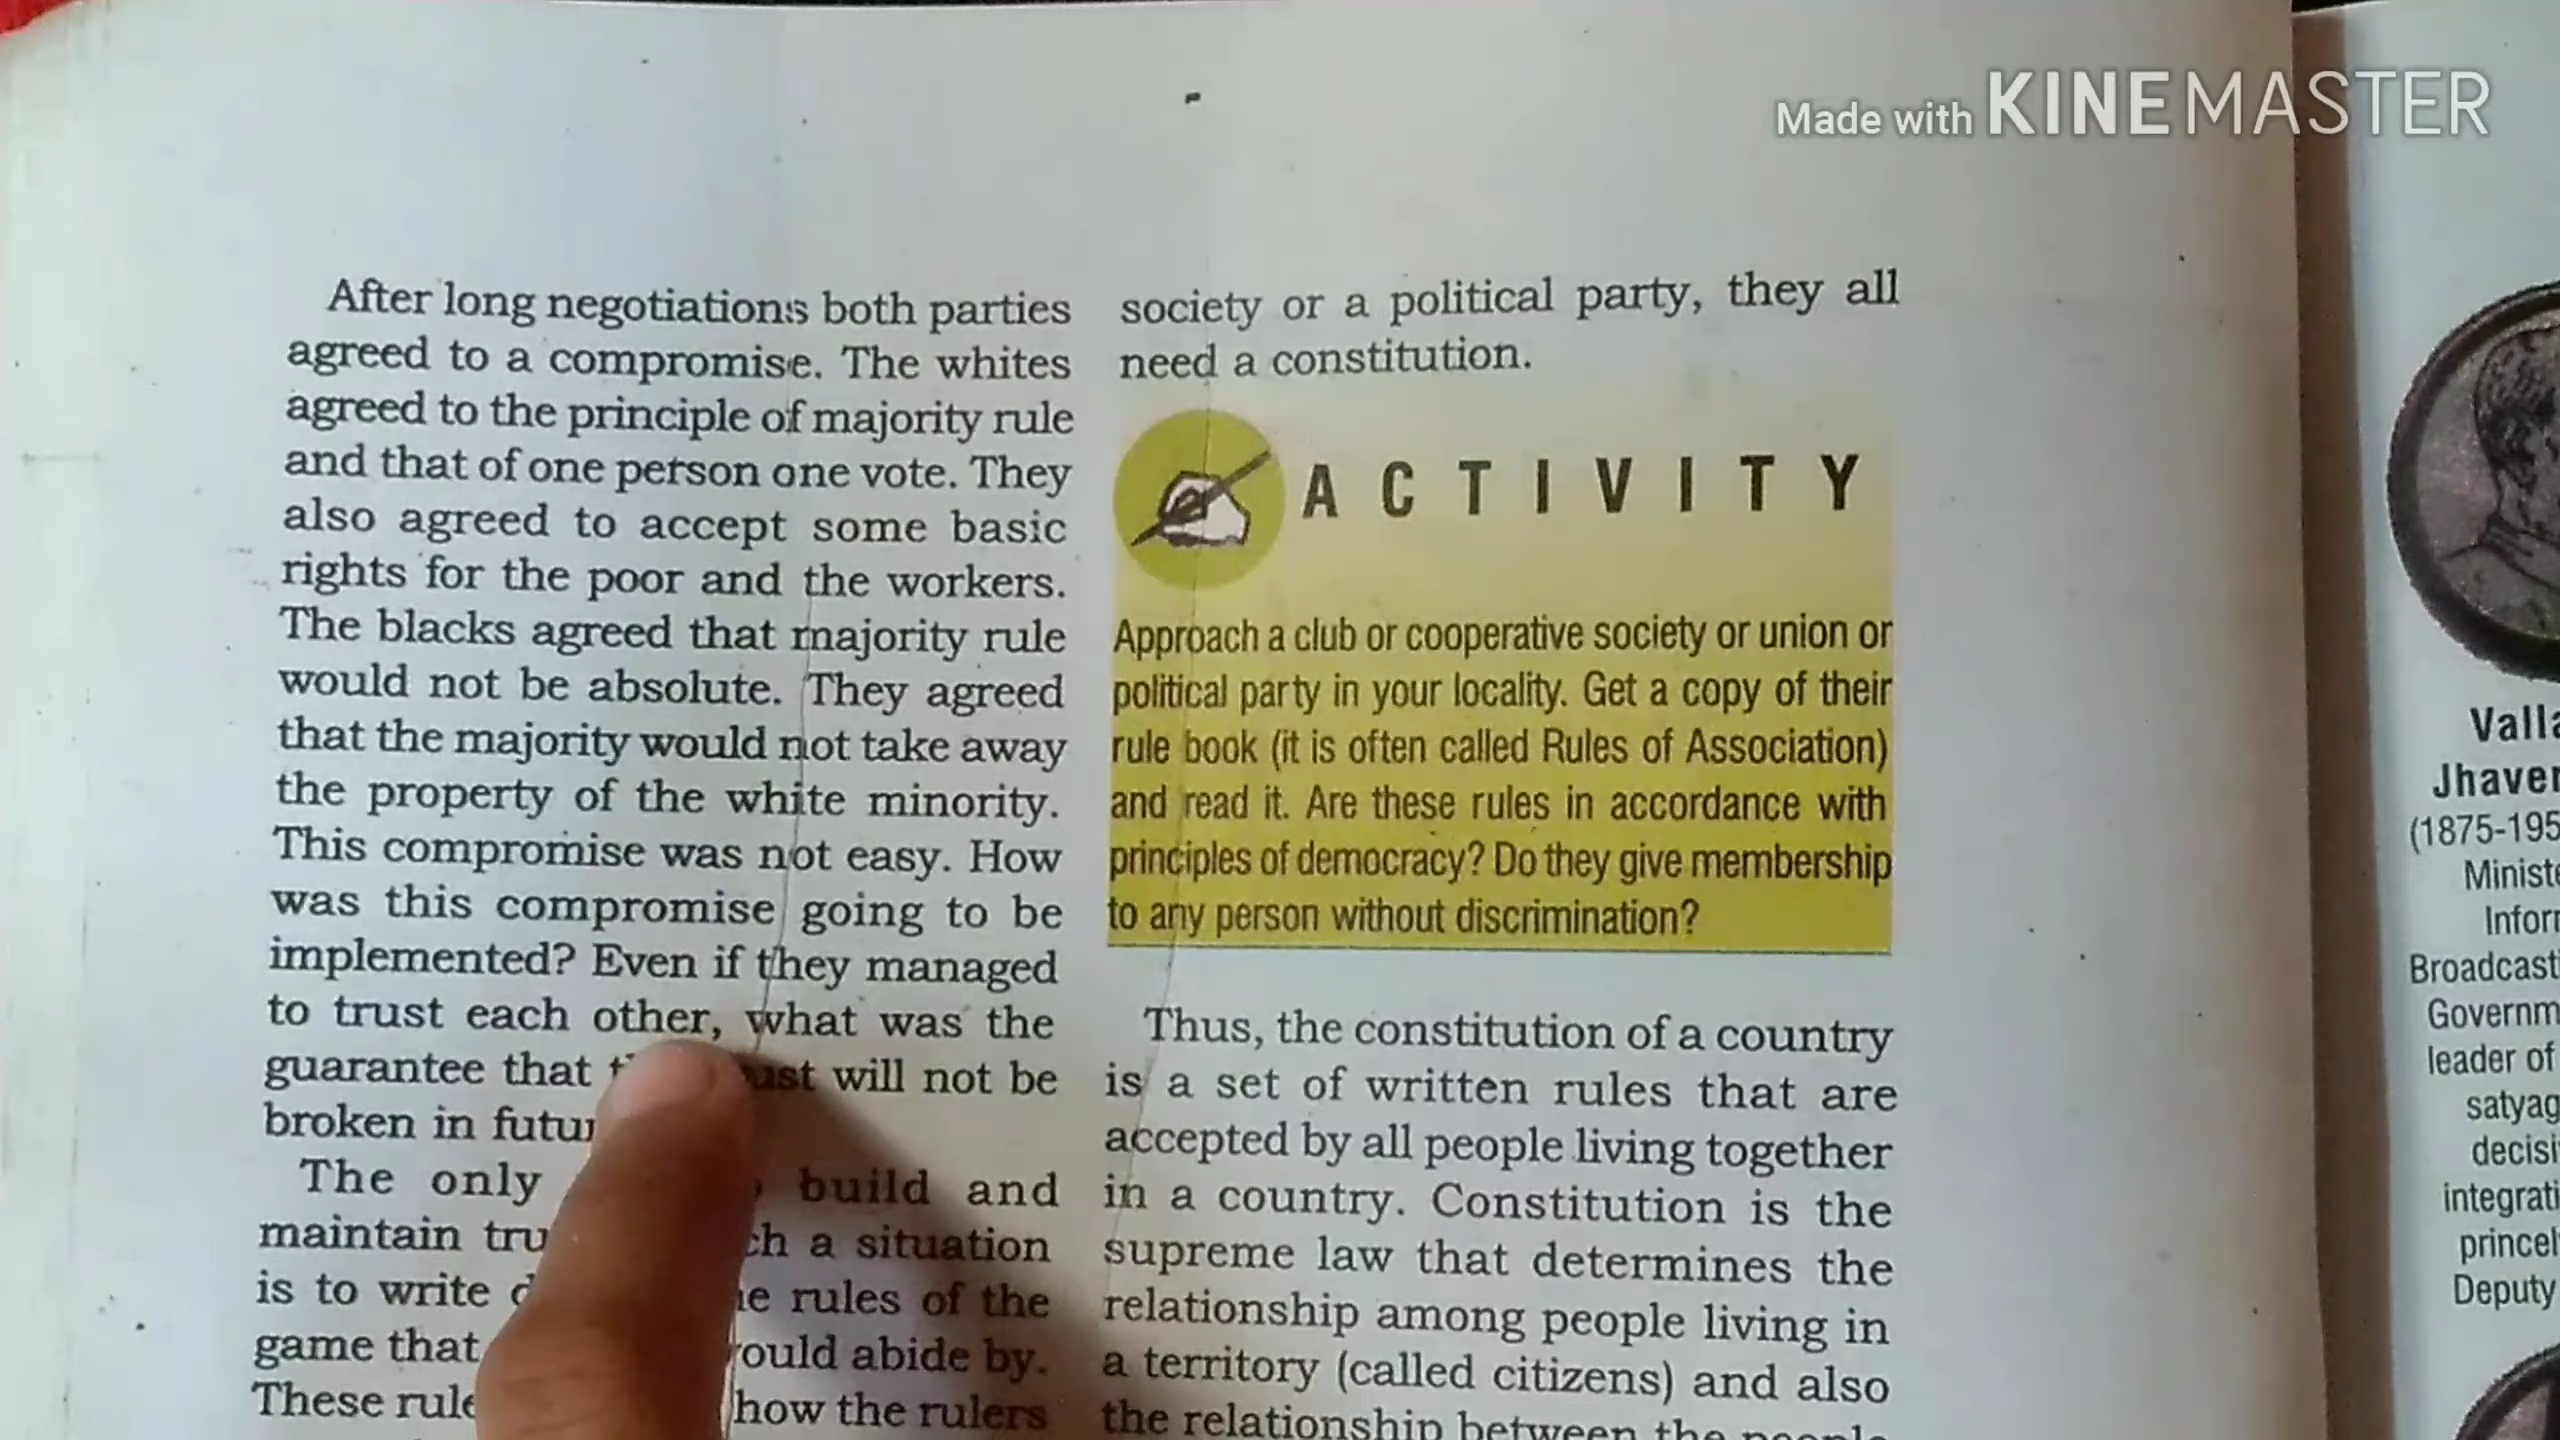 Made with KINEMASTER
After long negotiations both parties
agreed to a compromise. The whites
agreed to the principle of majority rule
and that of one person one vote. They
also agreed to accept some basic
rights for the poor and the workers.
The blacks agreed that majority rule
would not be absolute. They agreed
that the majority would not take away
the property of the white minority.
This compromise was not easy. How
was this compromise going to be
implemented? Even if they managed
to trust each other, what was the
guarantee that will not be
broken in
The only build and
maintain a situation
is to write rules of the
game that abide by.
These how the rulers
society or a political party, they all
need a constitution.
ACTIVITY
Approach a club or cooperative society or union or
political party in your locality. Get a copy of their
rule book (it is often called Rules of Association)
and read it. Are these rules in accordance with
principles of democracy? Do they give membership
to any person without discrimination?
Thus, the constitution of a country
is a set of written rules that are
accepted by all people living together
in a country. Constitution is the
supreme law that determines the
relationship among people living in
a territory (called citizens) and also
the relationship between the people
(1875-195
leader of
Deputy